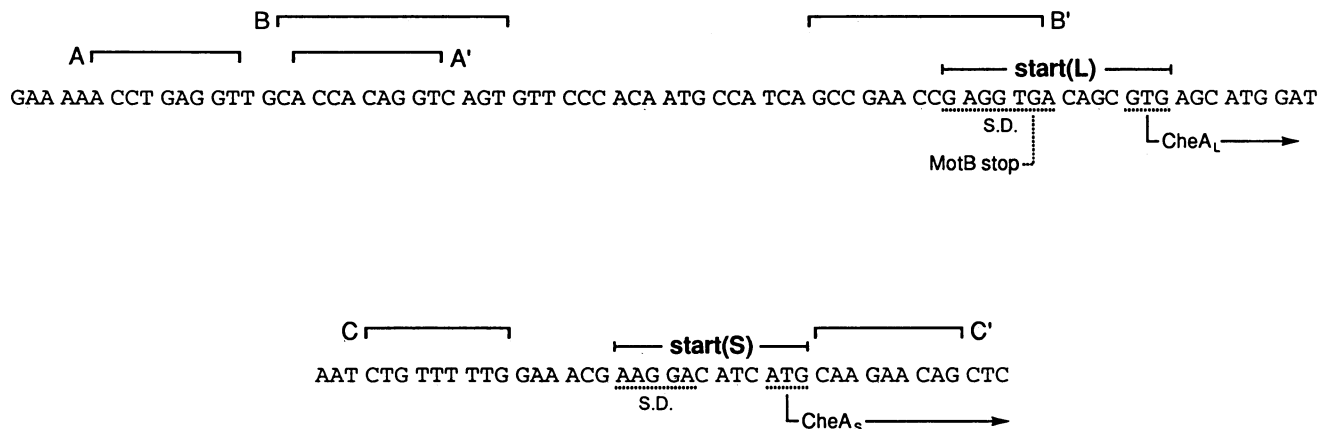 B B'
A A'
start(L)
GAA AAA CCT GAG GTT GCA CCA CAG GTC AGT GTT CCC ACA ATG CCA TCA GCC GAA CCG AGG TGA CAGC GTG AGC ATG GAT
S.D.
CheA_L
MotB stop
C C'
start(S)
AAT CTG TTT TTG GAA ACG AAG GAC ATC ATG CAA GAA CAG CTC
S.D.
CheA_S